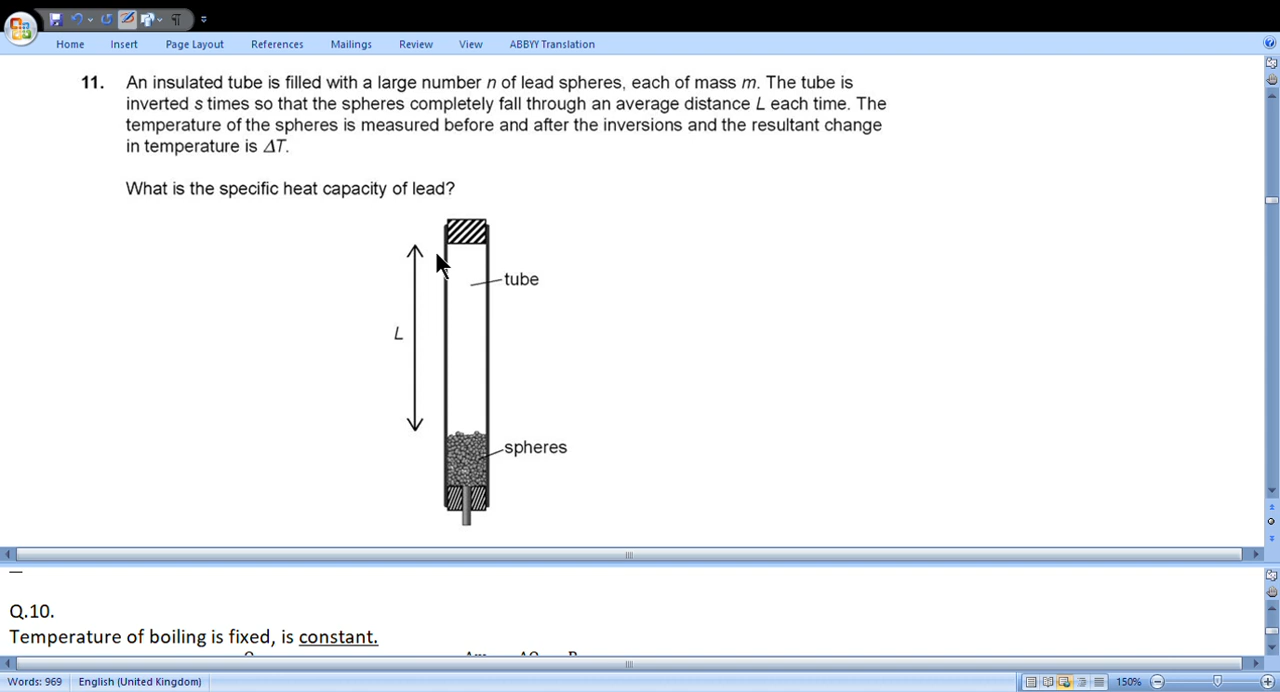 Home Insert Page Layout References Mailings Review View ABBYY Translation
11. An insulated tube is filled with a large number n of lead spheres, each of mass m. The tube is
inverted s times so that the spheres completely fall through an average distance L each time. The
temperature of the spheres is measured before and after the inversions and the resultant change
in temperature is ΔT.
What is the specific heat capacity of lead?
tube
L
spheres
Q.10.
Temperature of boiling is fixed, is constant.
Words: 969 English (United Kingdom) 150%